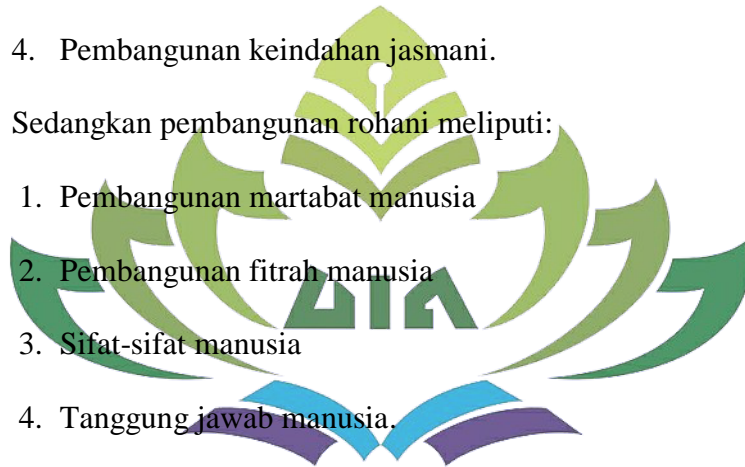 4. Pembangunan keindahan jasmani.
Sedangkan pembangunan rohani meliputi:
1. Pembangunan martabat manusia
2. Pembangunan fitrah manusia
3. Sifat-sifat manusia
4. Tanggung jawab manusia.